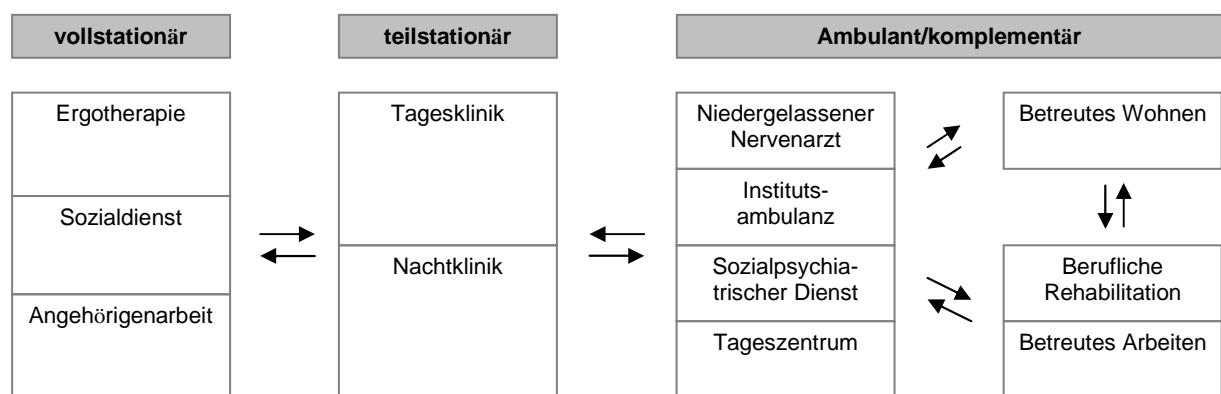 vollstationär
teilstationär
Ambulant/komplementär
Ergotherapie
Sozialdienst
Angehörigenarbeit
Tagesklinik
Nachtklinik
Niedergelassener
Nervenarzt
Instituts-
ambulanz
Sozialpsychia-
trischer Dienst
Tageszentrum
Betreutes Wohnen
Berufliche
Rehabilitation
Betreutes Arbeiten